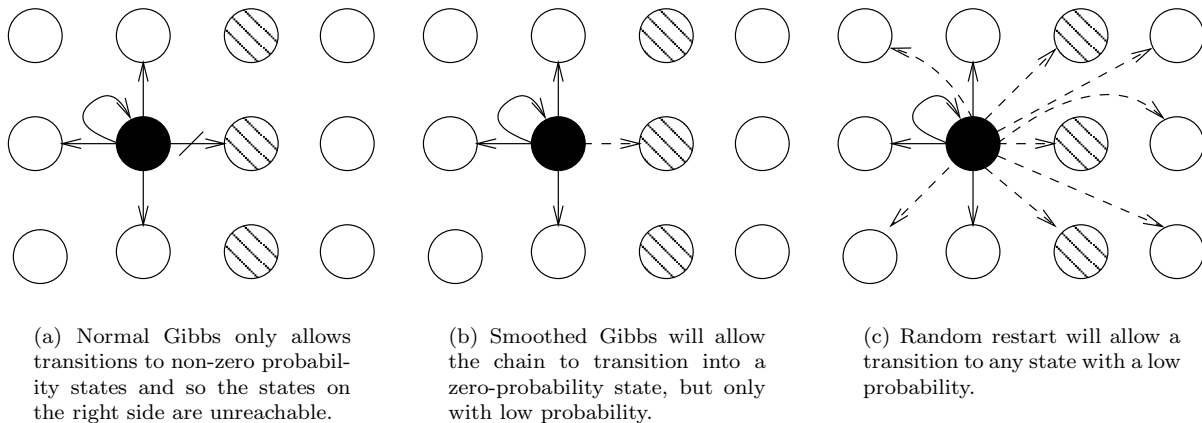 (a) Normal Gibbs only allows
transitions to non-zero probabil-
ity states and so the states on
the right side are unreachable.
(b) Smoothed Gibbs will allow
the chain to transition into a
zero-probability state, but only
with low probability.
(c) Random restart will allow a
transition to any state with a low
probability.